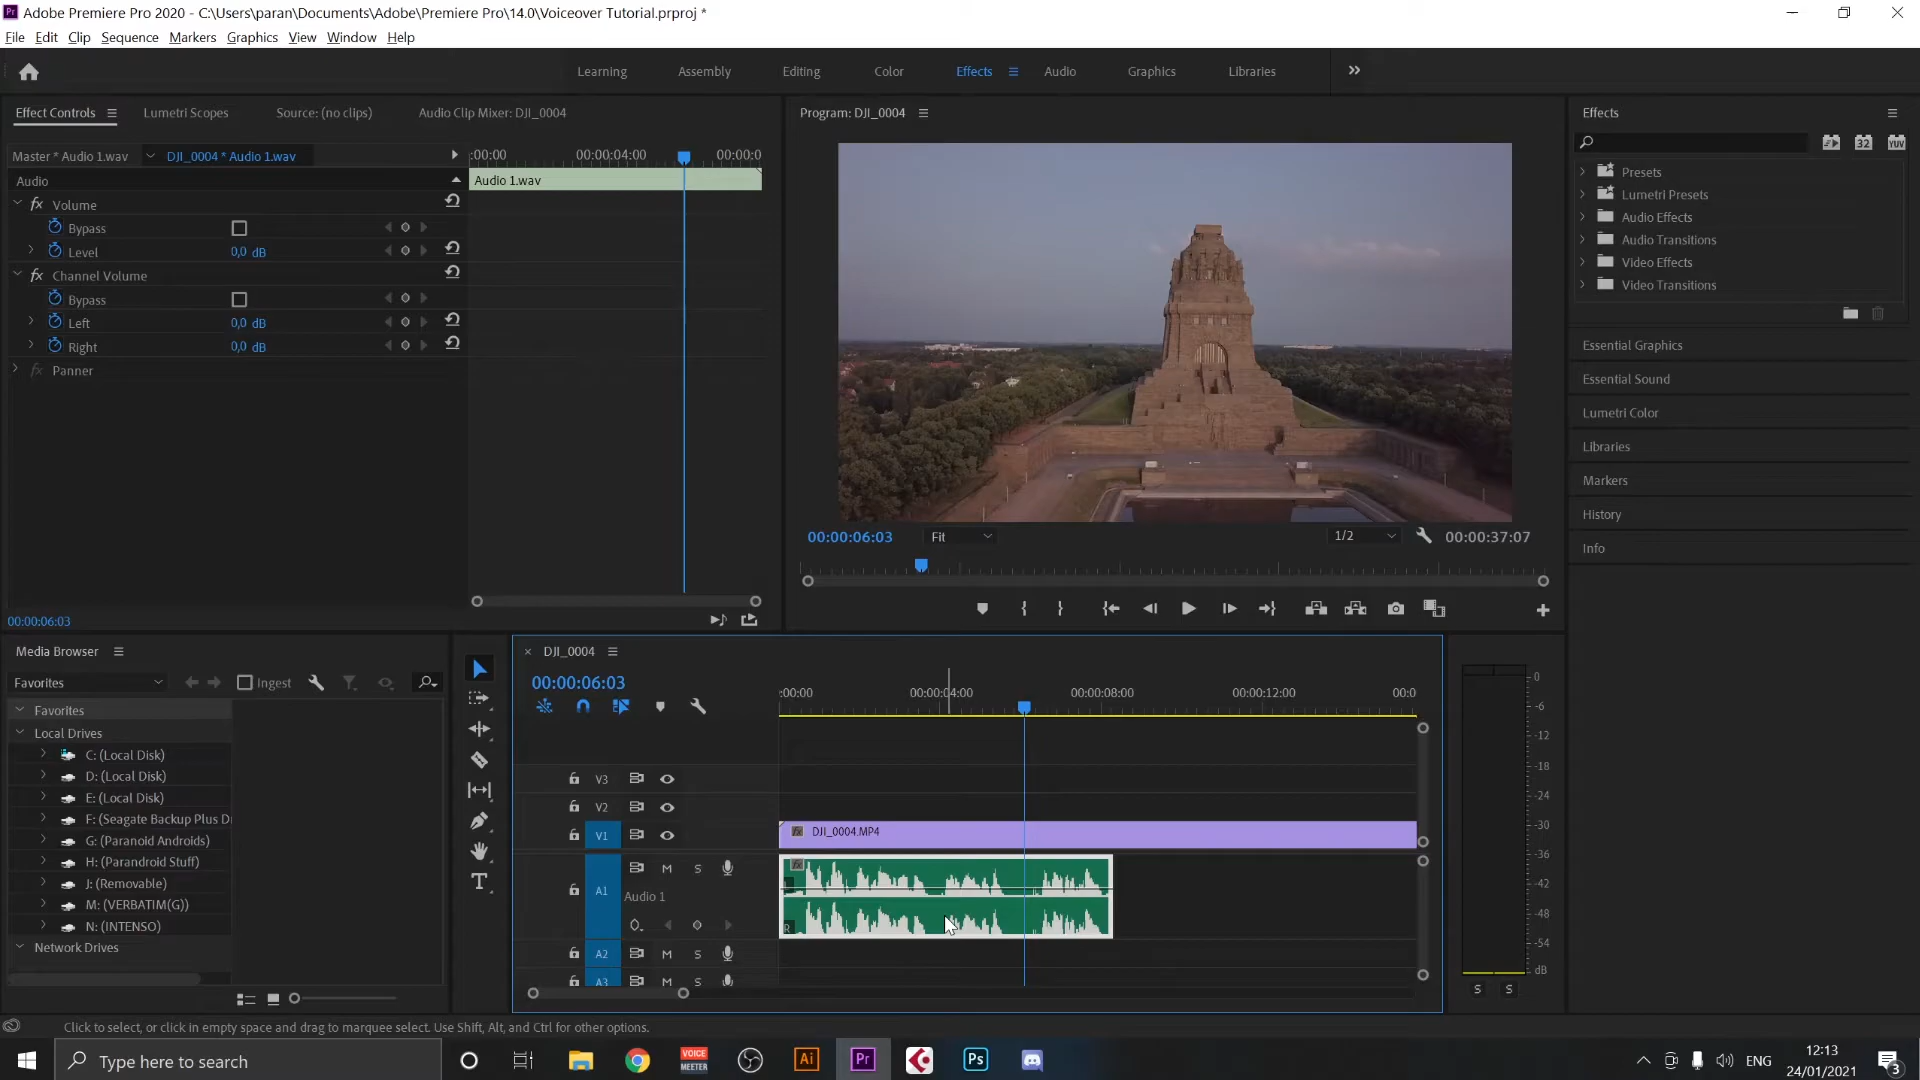 Adobe Premiere Pro 2020 - C:\Users\paran\Documents\Adobe\Premiere Pro\14.0\Voiceover Tutorial.prproj *
File Edit Clip Sequence Markers Graphics View Window Help
Learning Assembly Editing Color Effects Audio Graphics Libraries
Effect Controls Lumetri Scopes Source: (no clips) Audio Clip Mixer: DJI_0004
Master * Audio 1.wav DJI_0004 * Audio 1.wav
:00:00 00:00:04:00 00:00:0
Audio
Audio 1.wav
fx Volume
Bypass
Level 0,0 dB
fx Channel Volume
Bypass
Left 0,0 dB
Right 0,0 dB
fx Panner
00:00:06:03
Program: DJI_0004
00:00:06:03 Fit 1/2 00:00:37:07
Effects
32 YUV
Presets
Lumetri Presets
Audio Effects
Audio Transitions
Video Effects
Video Transitions
Essential Graphics
Essential Sound
Lumetri Color
Libraries
Markers
History
Info
Media Browser
Favorites Ingest
Favorites
Local Drives
C: (Local Disk)
D: (Local Disk)
E: (Local Disk)
F: (Seagate Backup Plus D
G: (Paranoid Androids)
H: (Parandroid Stuff)
J: (Removable)
M: (VERBATIM(G))
N: (INTENSO)
Network Drives
DJI_0004
00:00:06:03
:00:00 00:00:04:00 00:00:08:00 00:00:12:00 00:0
V3
V2
V1 DJI_0004.MP4
A1 M S
Audio 1
R
A2 M S
A3 M S
0
-6
-12
-18
-24
-30
-36
-42
-48
-54
dB
S S
Click to select, or click in empty space and drag to marquee select. Use Shift, Alt, and Ctrl for other options.
Type here to search
VOICE MEETER
Ai Pr Ps
ENG
12:13
24/01/2021
3